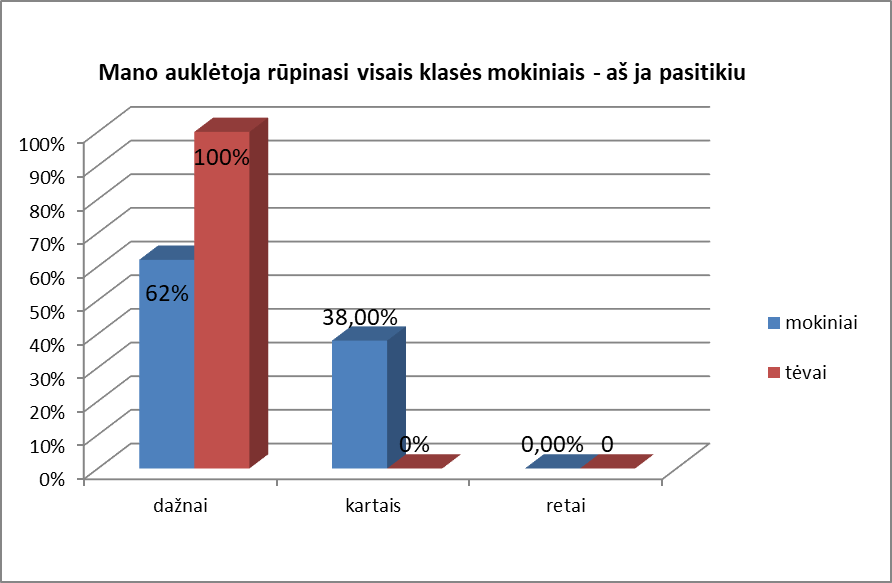 Mano auklėtoja rūpinasi visais klasės mokiniais - aš ja pasitikiu
100%
90%
80%
70%
60%
50%
40%
30%
20%
10%
0%
62%
100%
38,00%
0%
0,00%
0
dažnai
kartais
retai
mokiniai
tėvai